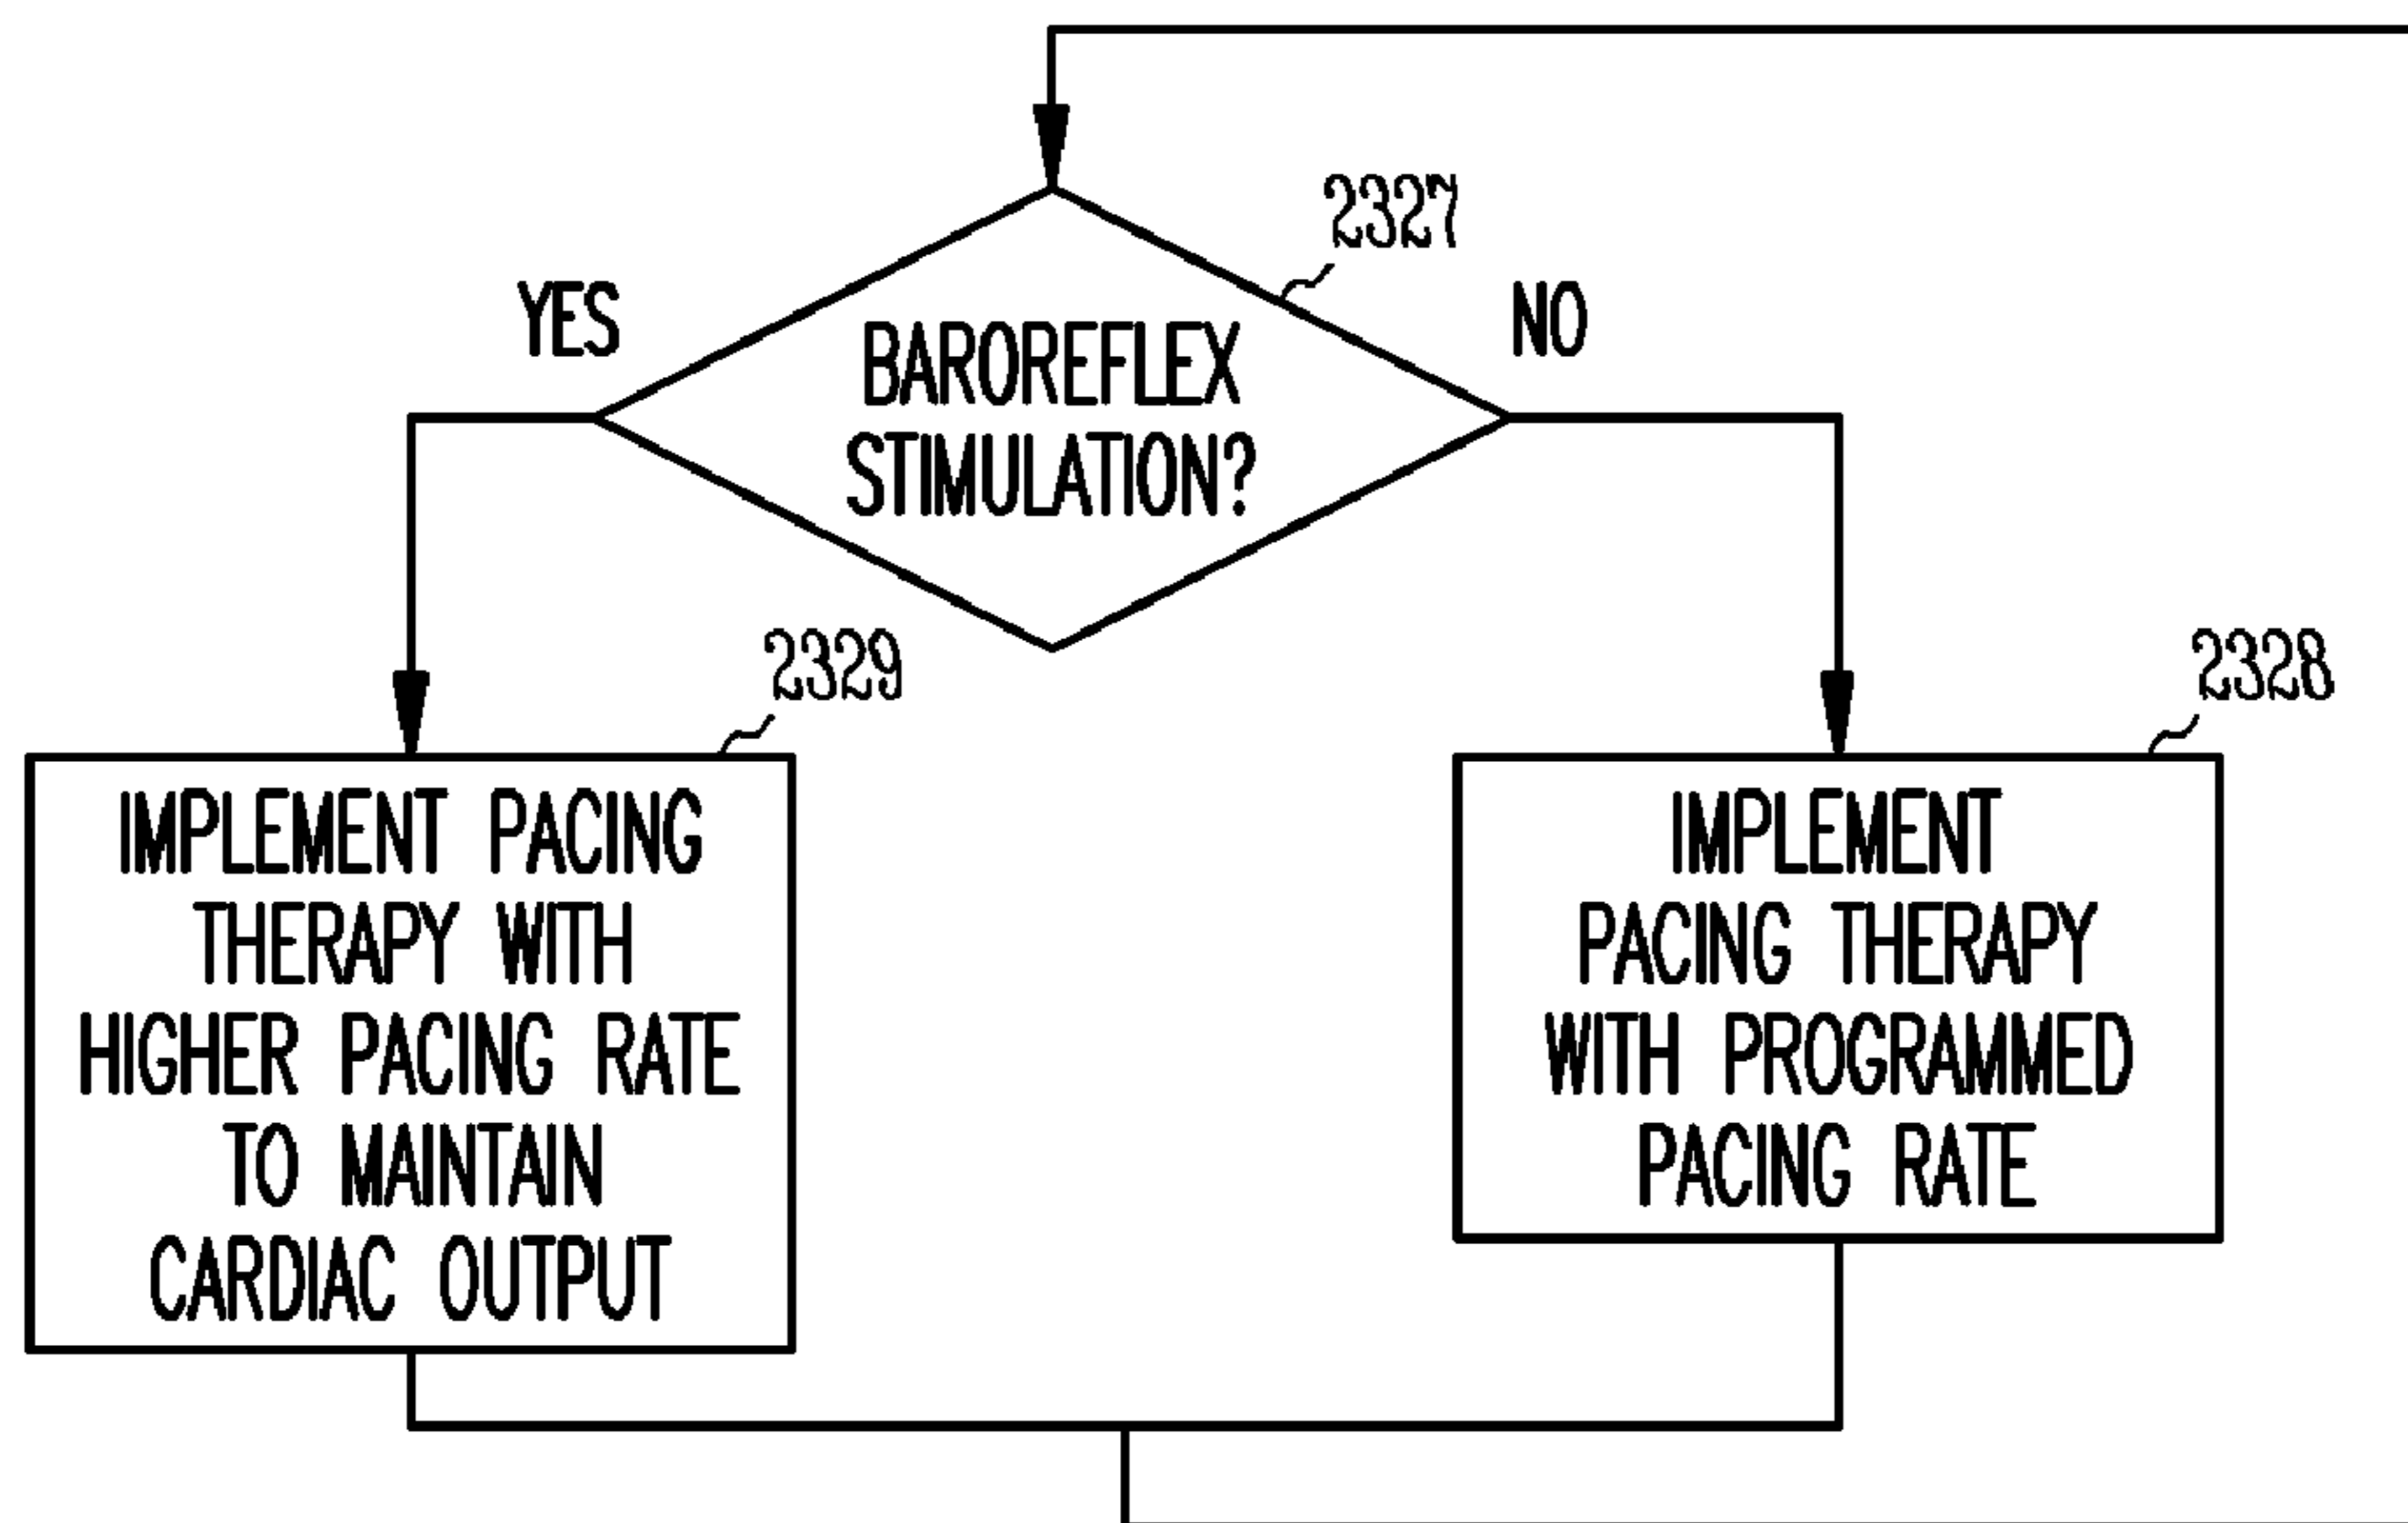 2327
YES
NO
BAROREFLEX
STIMULATION?
2329
2328
IMPLEMENT PACING
THERAPY WITH
HIGHER PACING RATE
TO MAINTAIN
CARDIAC OUTPUT
IMPLEMENT
PACING THERAPY
WITH PROGRAMMED
PACING RATE